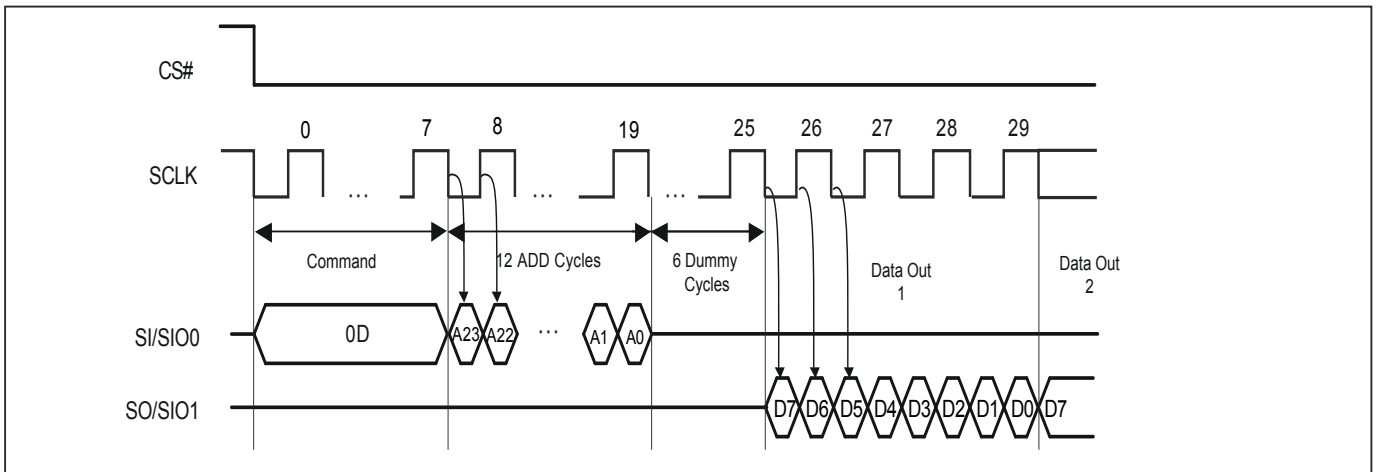 CS#
0 7 8 19 25 26 27 28 29
SCLK
... ... ... ...
Command
12 ADD Cycles
6 Dummy
Cycles
Data Out
1
Data Out
2
SI/SIO0
0D A23 A22 ... A1 A0
SO/SIO1
D7 D6 D5 D4 D3 D2 D1 D0 D7